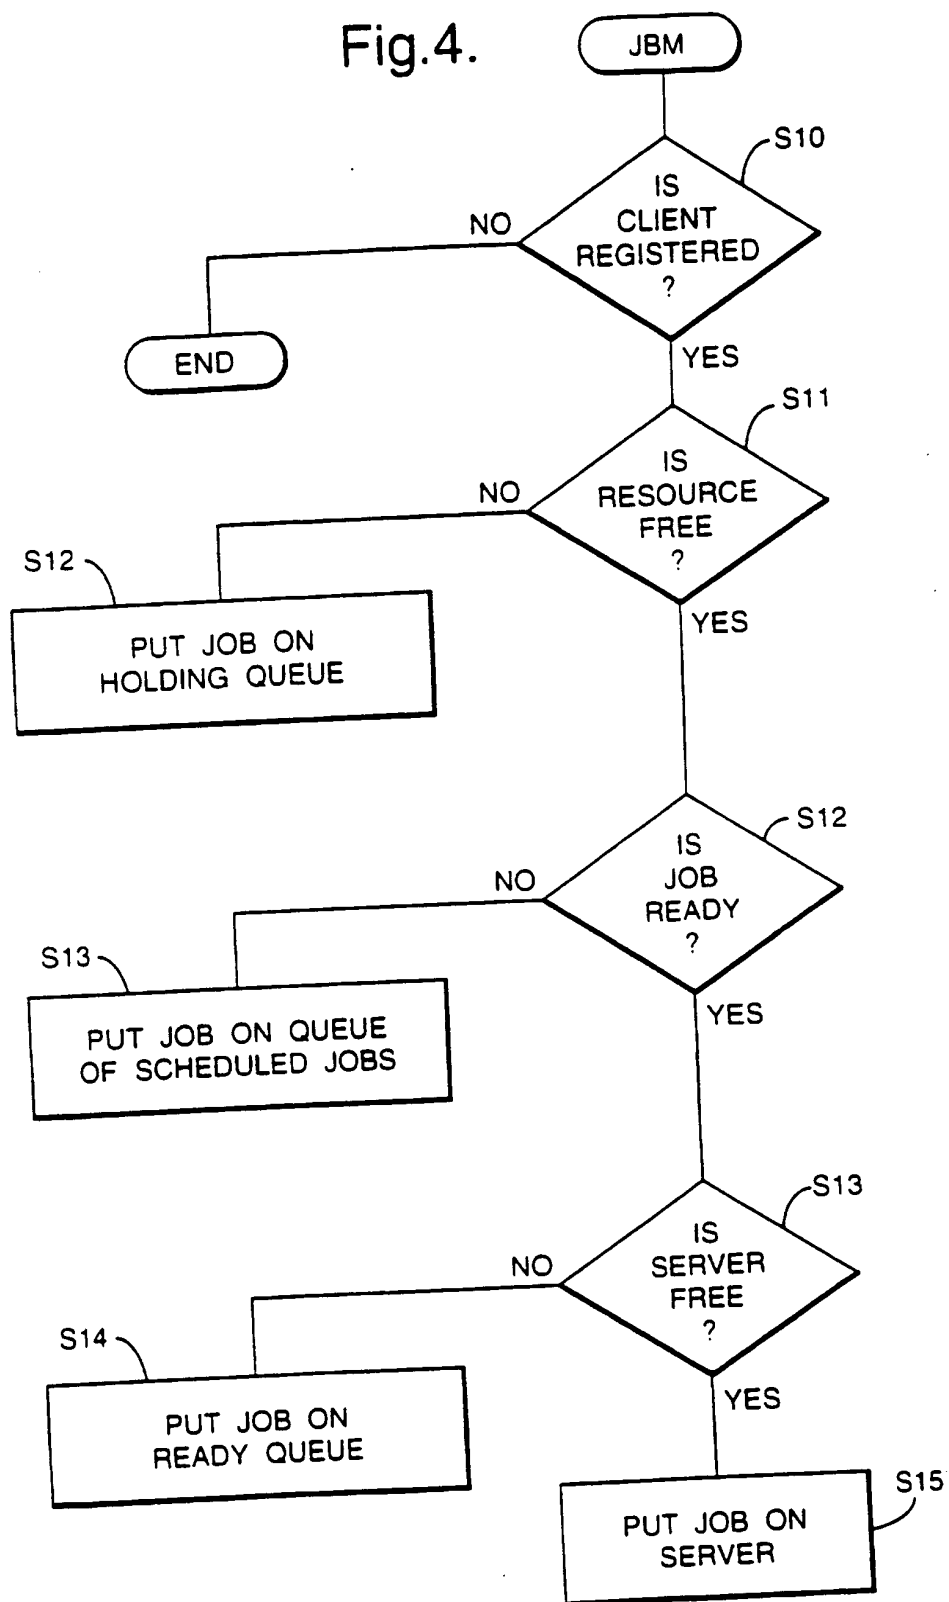 Fig.4.
JBM
S10
IS
CLIENT
REGISTERED
?
NO
YES
END
S11
IS
RESOURCE
FREE
?
NO
YES
S12
PUT JOB ON
HOLDING QUEUE
S12
IS
JOB
READY
?
NO
YES
S13
PUT JOB ON QUEUE
OF SCHEDULED JOBS
S13
IS
SERVER
FREE
?
NO
YES
S14
PUT JOB ON
READY QUEUE
S15
PUT JOB ON
SERVER